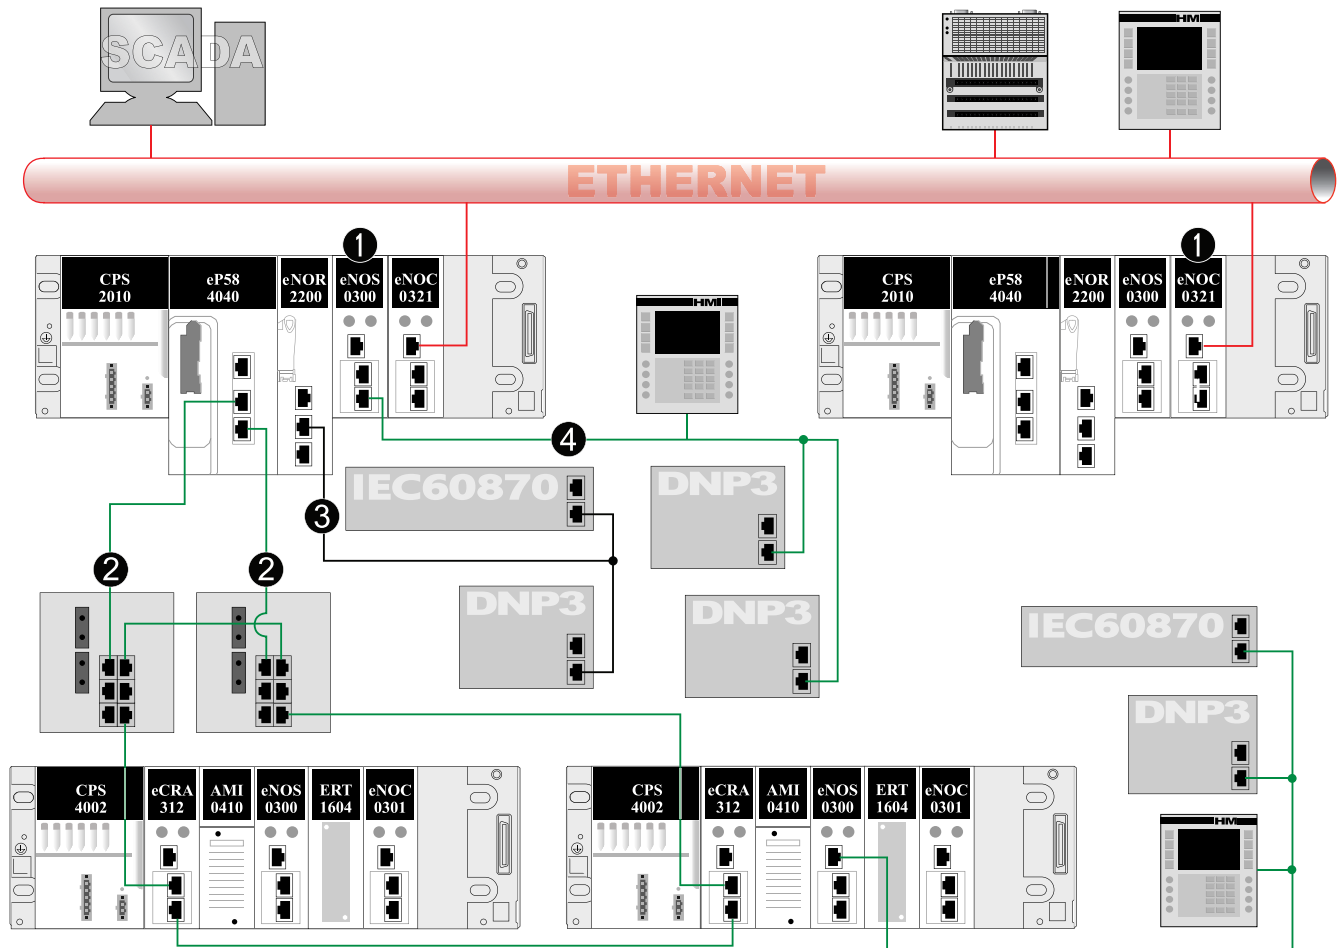 SCADA
HMI
ETHERNET
1
1
CPS
2010
eP58
4040
eNOR
2200
eNOS
0300
eNOC
0321
CPS
2010
eP58
4040
eNOR
2200
eNOS
0300
eNOC
0321
HMI
4
IEC60870
DNP3
3
2
2
DNP3
DNP3
IEC60870
DNP3
CPS
4002
eCRA
312
AMI
0410
eNOS
0300
ERT
1604
eNOC
0301
CPS
4002
eCRA
312
AMI
0410
eNOS
0300
ERT
1604
eNOC
0301
HMI